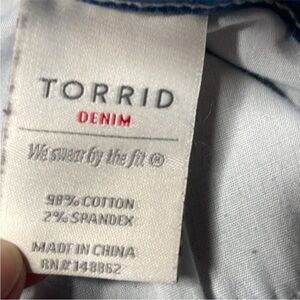 TORRID
DENIM
We swear by the fit ®
98% COTTON
2% SPANDEX
MADE IN CHINA
RN# 148862